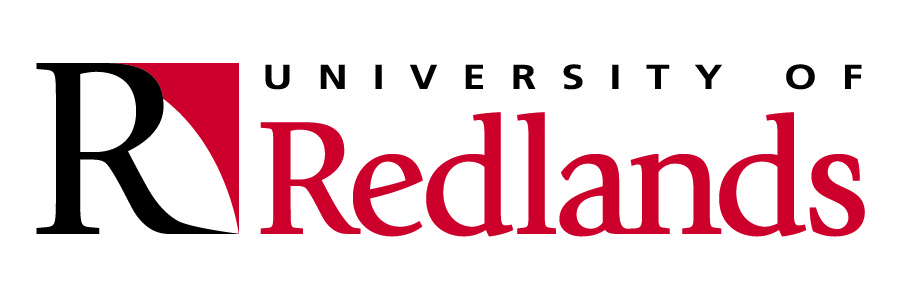 R
UNIVERSITY OF
Redlands